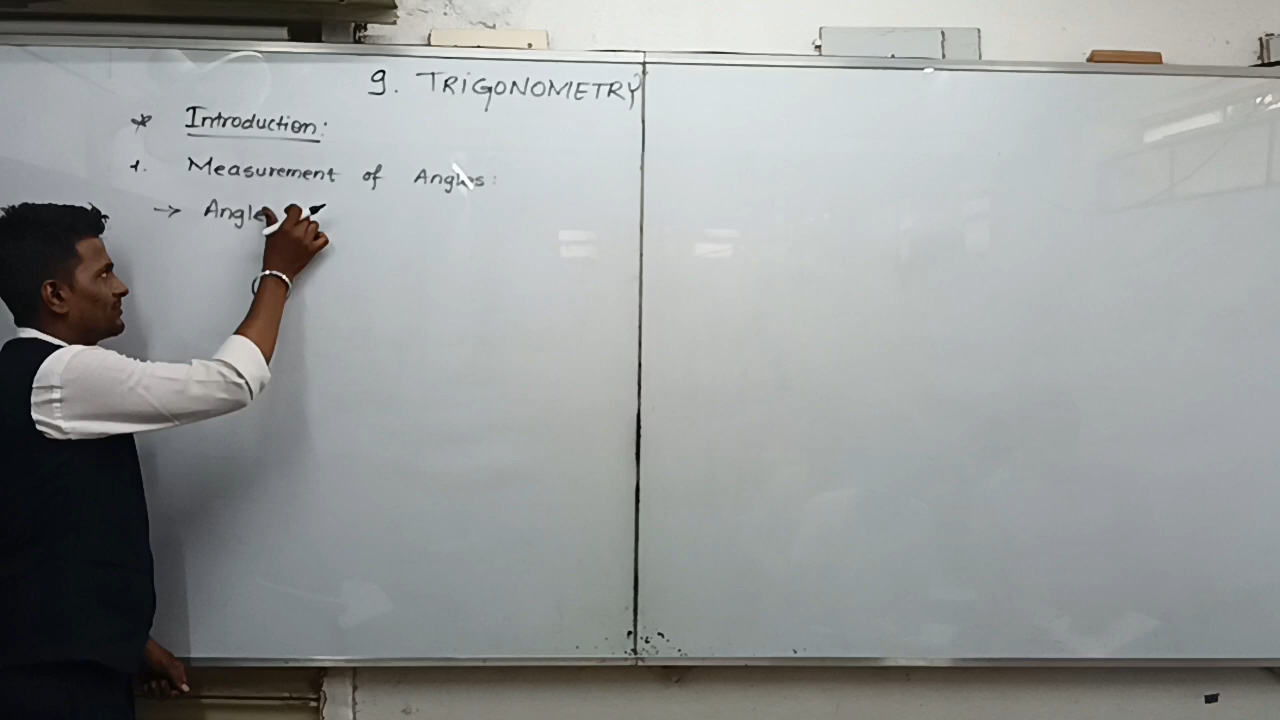 9. TRIGONOMETRY
* Introduction:
1. Measurement of Angles:
→ Angle